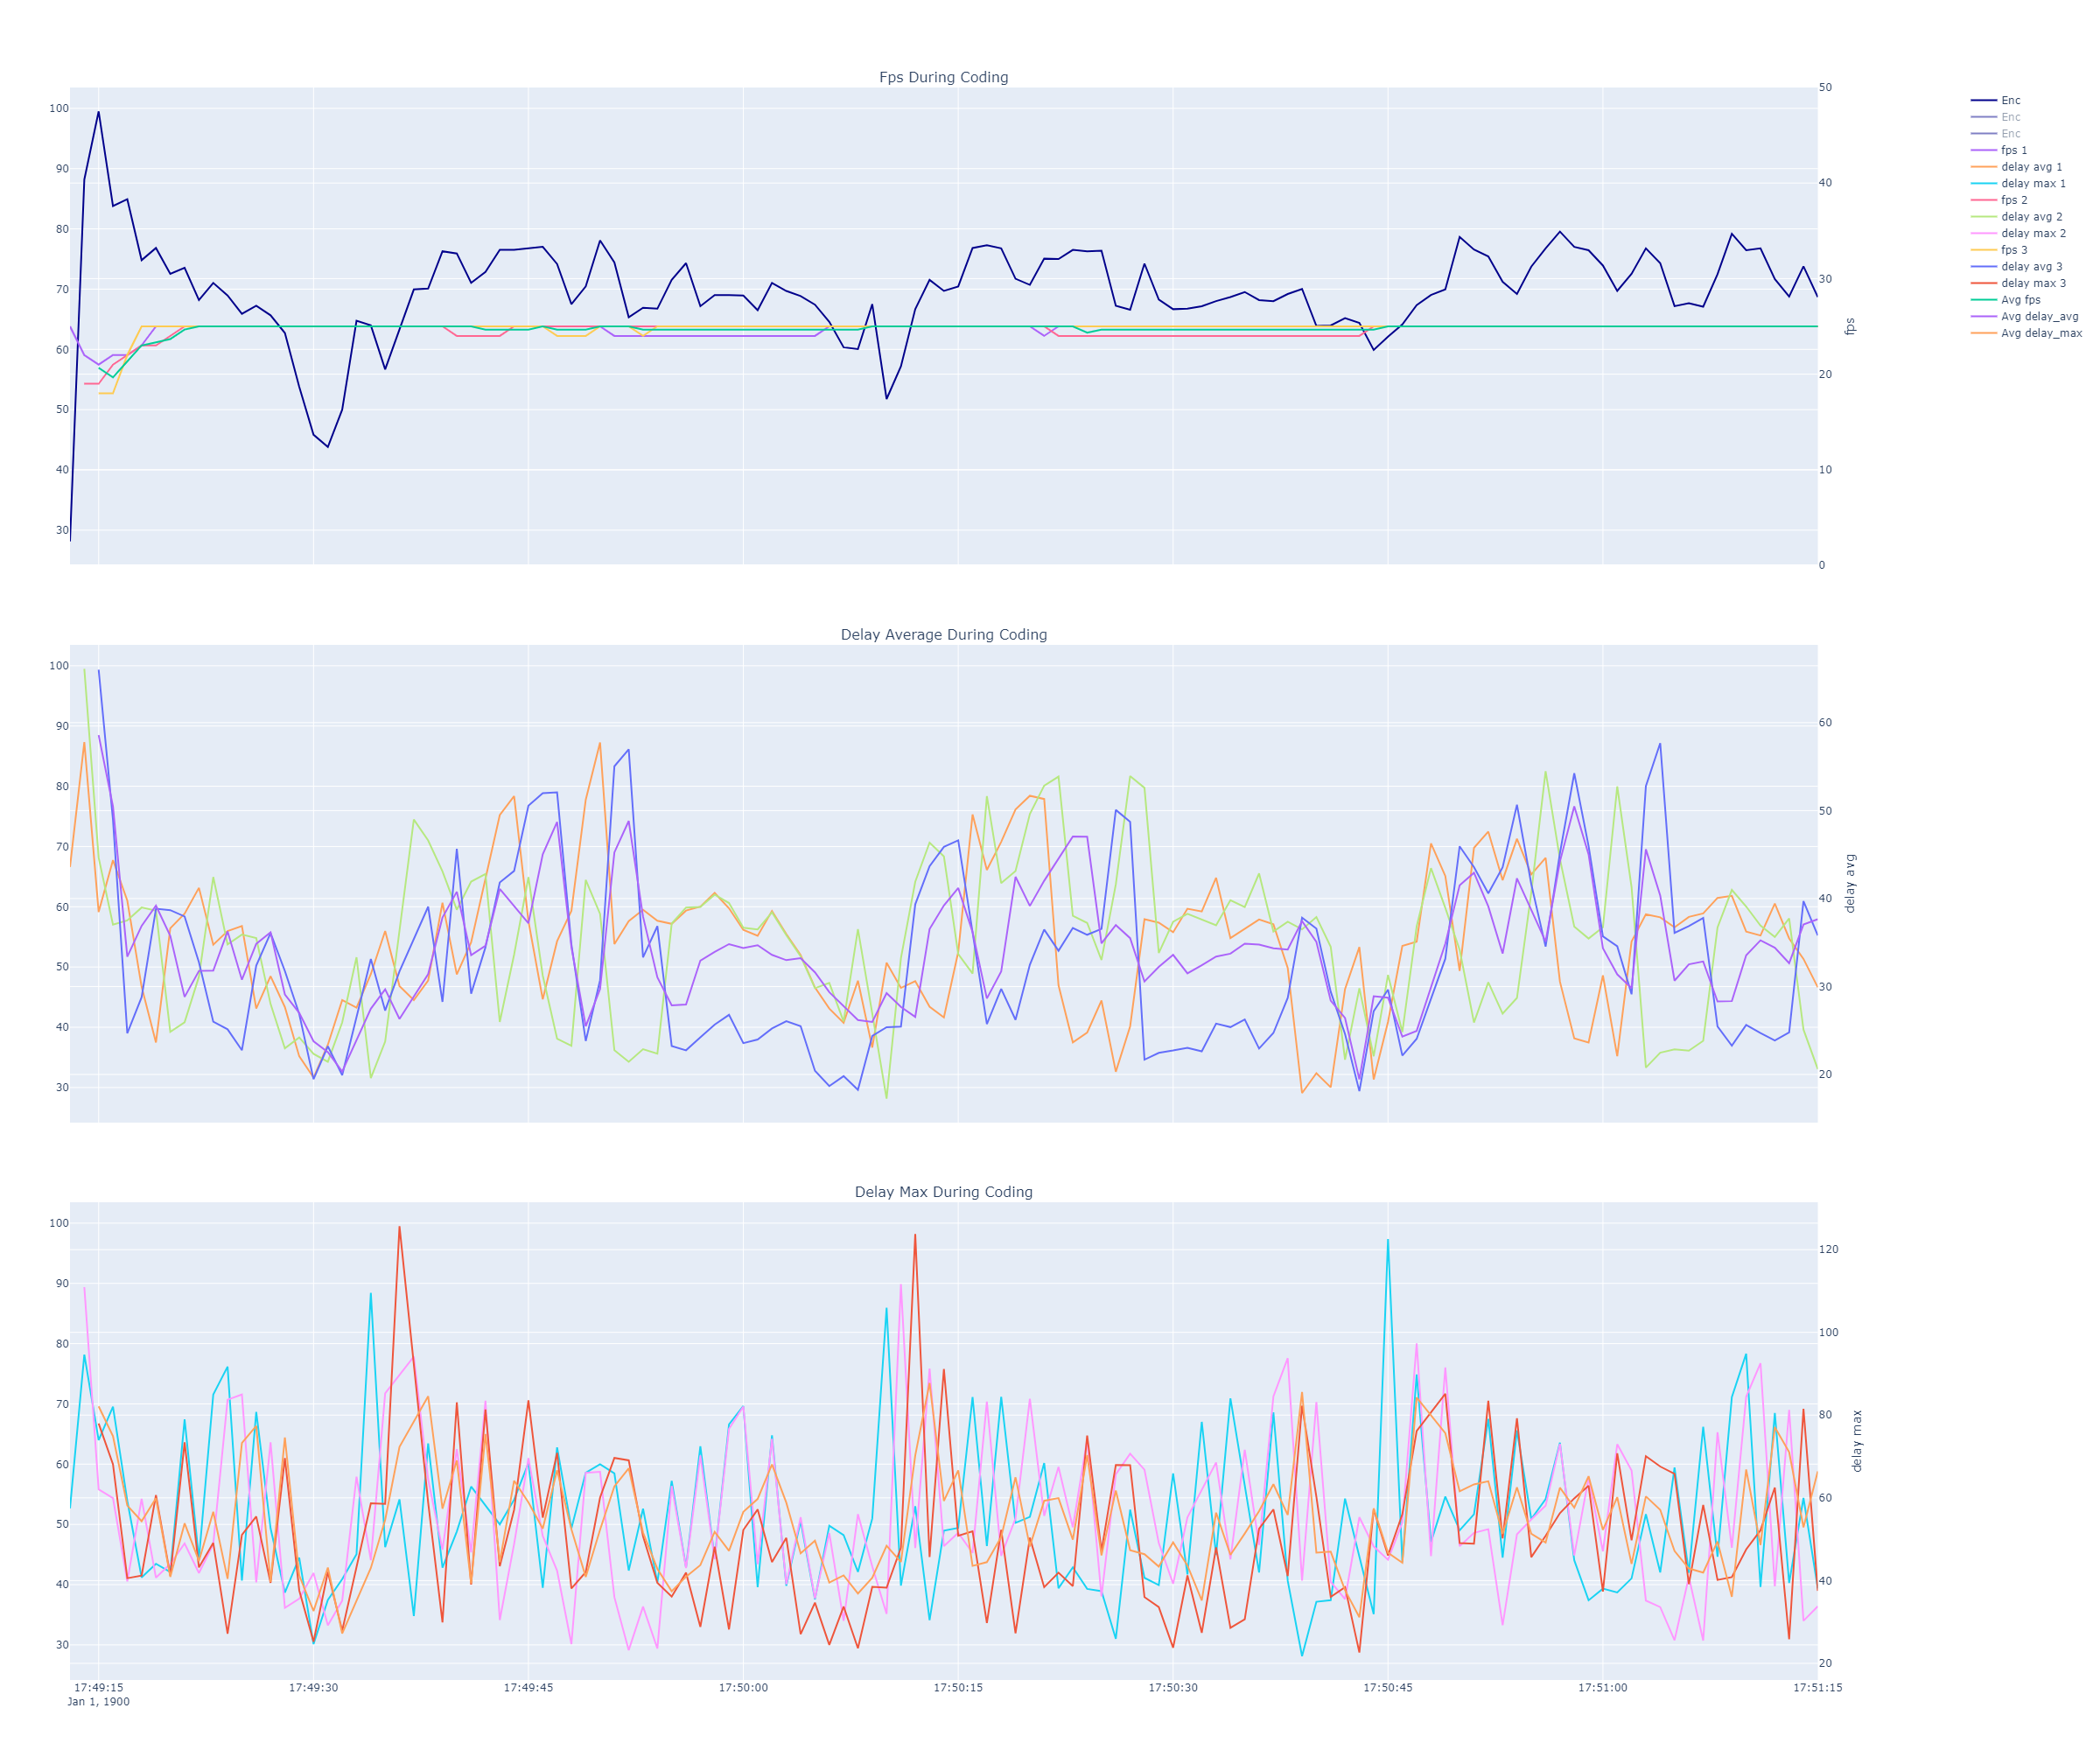 Fps During Coding
100
90
80
70
60
50
40
30
50
40
30
20
10
0
fps
Enc
Enc
Enc
fps 1
delay avg 1
delay max 1
fps 2
delay avg 2
delay max 2
fps 3
delay avg 3
delay max 3
Avg fps
Avg delay_avg
Avg delay_max
Delay Average During Coding
100
90
80
70
60
50
40
30
60
50
40
30
20
delay avg
Delay Max During Coding
100
90
80
70
60
50
40
30
120
100
80
60
40
20
delay max
17:49:15
Jan 1, 1900
17:49:30
17:49:45
17:50:00
17:50:15
17:50:30
17:50:45
17:51:00
17:51:15